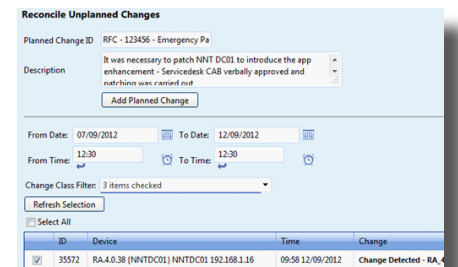 Reconcile Unplanned Changes
Planned Change ID RFC - 123456 - Emergency Pa
Description
It was necessary to patch NNT DC01 to introduce the app
enhancement - Servicedesk CAB verbally approved and
patching was carried out
Add Planned Change
From Date: 07/09/2012 To Date: 12/09/2012
From Time: 12:30 To Time: 12:30
Change Class Filter: 3 items checked
Refresh Selection
Select All
ID Device Time Change
35572 RA.4.0.38 (NNTDC01) NNTDC01 192.168.1.16 09:58 12/09/2012 Change Detected - RA_4